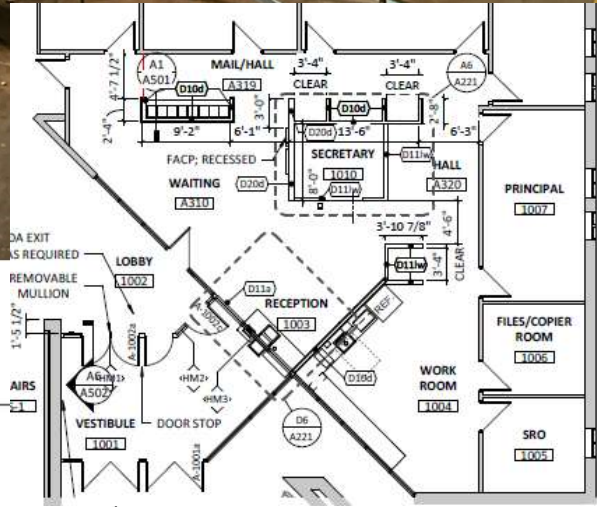 A1
A501
MAIL/HALL
A319
3'-4"
CLEAR
3'-4"
CLEAR
A6
A221
4'-7 1/2"
2'-4"
D10d
9'-2"
6'-1"
3'-0"
D10d
2'-8"
D20d
13'-6"
6'-3"
FACP; RECESSED
SECRETARY
1010
D11lw
D11lw
8'-0"
HALL
A320
WAITING
A310
D20d
PRINCIPAL
1007
3'-10 7/8"
4'-6"
3'-4"
CLEAR
D11lw
DA EXIT
AS REQUIRED
LOBBY
1002
REMOVABLE
MULLION
D11a
RECEPTION
1003
A-1002c
REF.
1'-5 1/2"
A-1002a
FILES/COPIER
ROOM
1006
AIRS
-1
A6
A502
HM1
HM2
HM3
D10d
WORK
ROOM
1004
VESTIBULE
1001
DOOR STOP
A-1001a
D6
A221
SRO
1005